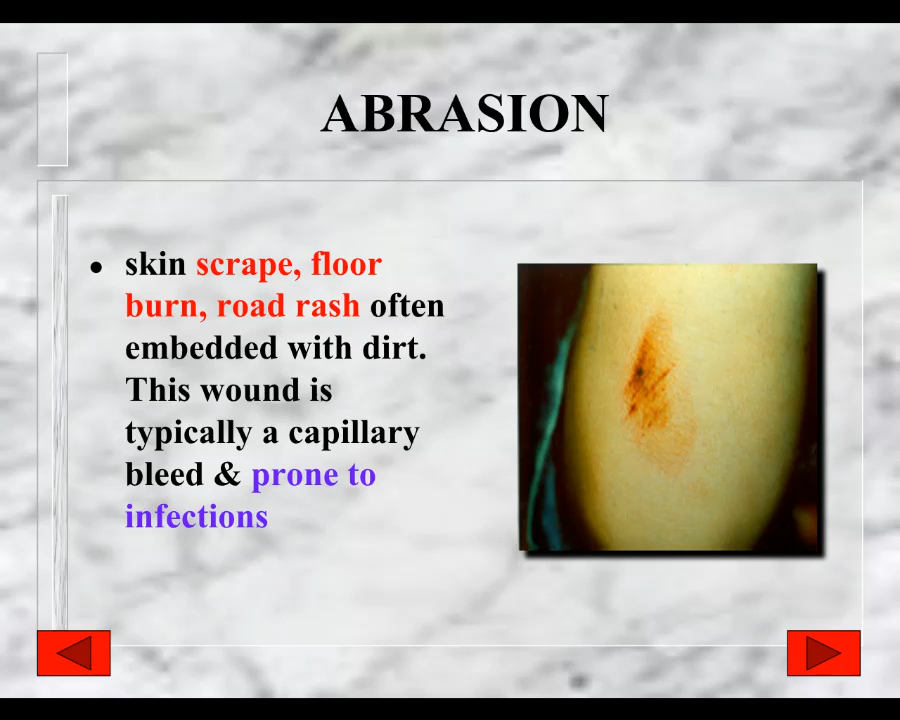 ABRASION
skin scrape, floor
burn, road rash often
embedded with dirt.
This wound is
typically a capillary
bleed & prone to
infections